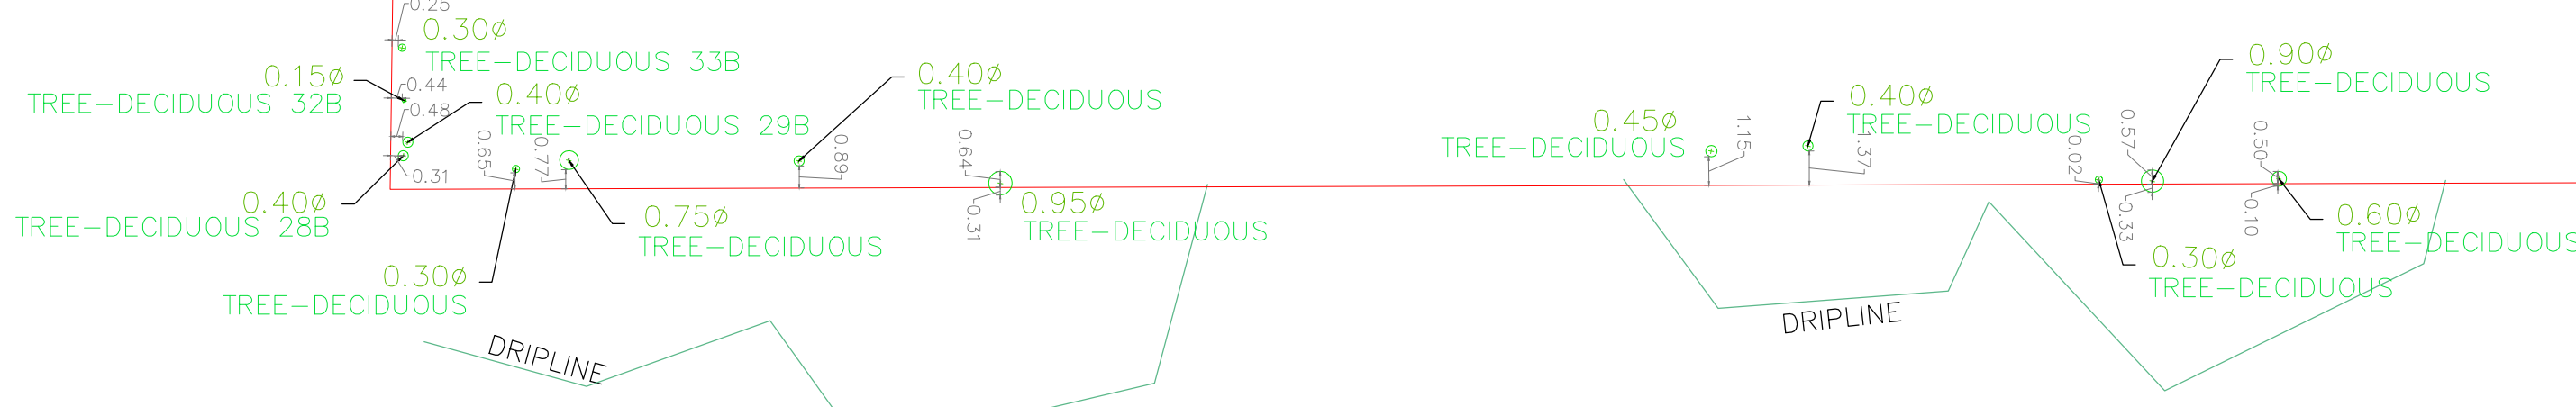 0.25
0.30ø
TREE-DECIDUOUS 33B
0.15ø
TREE-DECIDUOUS 32B
0.44
0.40ø
TREE-DECIDUOUS 29B
0.48
0.31
0.40ø
TREE-DECIDUOUS 28B
0.65
0.30ø
TREE-DECIDUOUS
0.77
0.75ø
TREE-DECIDUOUS
0.40ø
TREE-DECIDUOUS
0.89
0.64
0.31
0.95ø
TREE-DECIDUOUS
DRIPLINE
0.45ø
TREE-DECIDUOUS
1.15
0.40ø
TREE-DECIDUOUS
1.37
DRIPLINE
0.02
0.30ø
TREE-DECIDUOUS
0.57
0.33
0.90ø
TREE-DECIDUOUS
0.50
0.10
0.60ø
TREE-DECIDUOUS